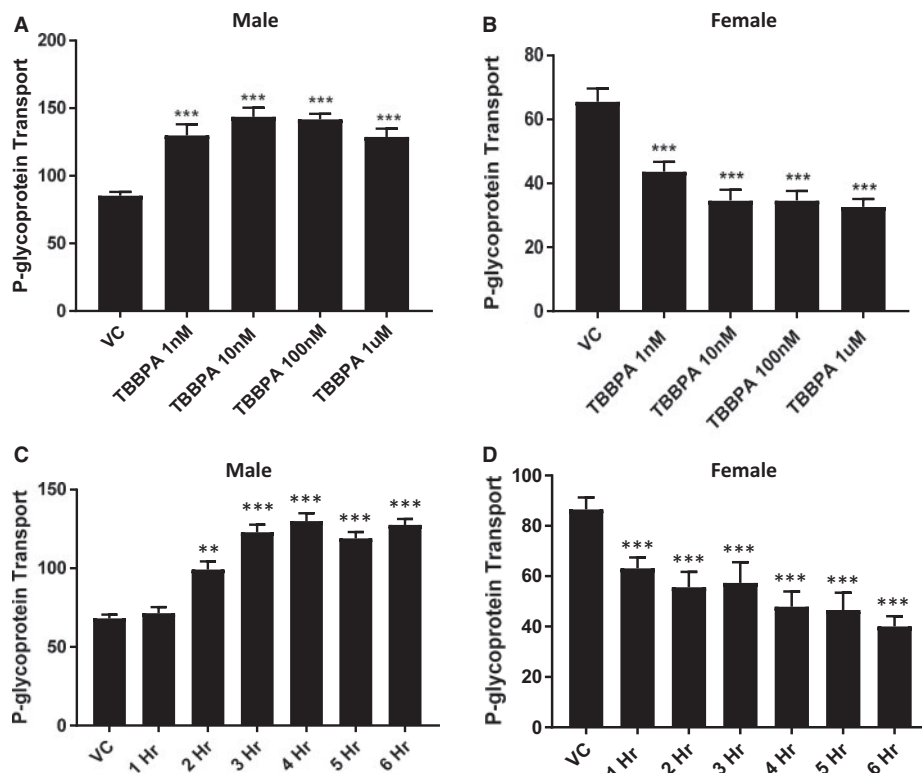 A
Male
P-glycoprotein Transport
200
150
100
50
0
***
***
***
***
VC
TBBPA 1nM
TBBPA 10nM
TBBPA 100nM
TBBPA 1uM
B
Female
P-glycoprotein Transport
80
60
40
20
0
***
***
***
***
VC
TBBPA 1nM
TBBPA 10nM
TBBPA 100nM
TBBPA 1uM
C
Male
P-glycoprotein Transport
150
100
50
0
**
***
***
***
***
VC
1 Hr
2 Hr
3 Hr
4 Hr
5 Hr
6 Hr
D
Female
P-glycoprotein Transport
100
80
60
40
20
0
***
***
***
***
***
***
VC
1 Hr
2 Hr
3 Hr
4 Hr
5 Hr
6 Hr